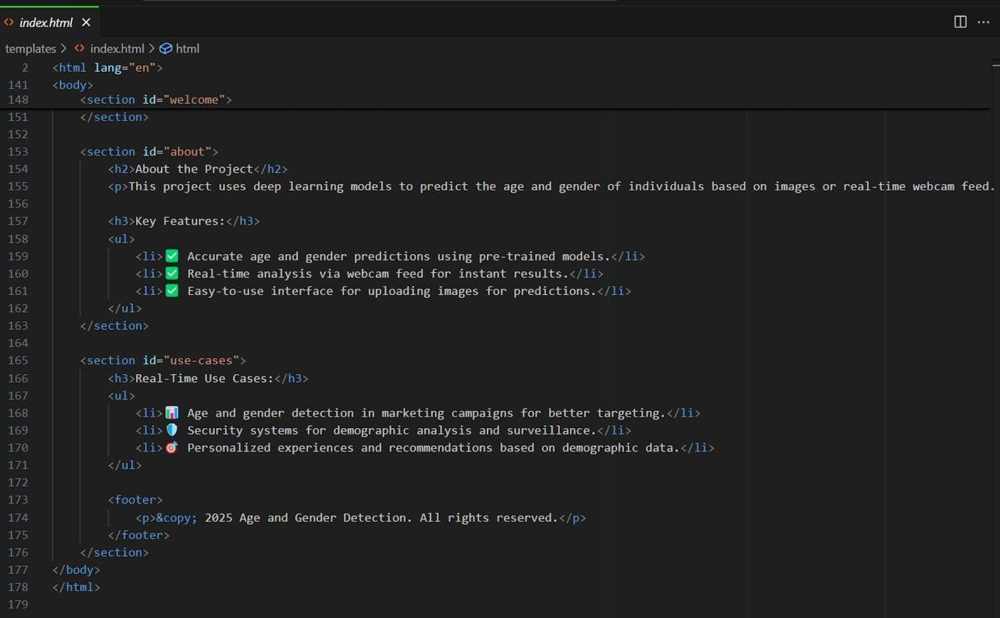 index.html
templates > index.html > html
2 <html lang="en">
141 <body>
148 <section id="welcome">
151 </section>
152
153 <section id="about">
154 <h2>About the Project</h2>
155 <p>This project uses deep learning models to predict the age and gender of individuals based on images or real-time webcam feed.
156
157 <h3>Key Features:</h3>
158 <ul>
159 <li>✅ Accurate age and gender predictions using pre-trained models.</li>
160 <li>✅ Real-time analysis via webcam feed for instant results.</li>
161 <li>✅ Easy-to-use interface for uploading images for predictions.</li>
162 </ul>
163 </section>
164
165 <section id="use-cases">
166 <h3>Real-Time Use Cases:</h3>
167 <ul>
168 <li>📊 Age and gender detection in marketing campaigns for better targeting.</li>
169 <li>🛡️ Security systems for demographic analysis and surveillance.</li>
170 <li>🎯 Personalized experiences and recommendations based on demographic data.</li>
171 </ul>
172
173 <footer>
174 <p>&copy; 2025 Age and Gender Detection. All rights reserved.</p>
175 </footer>
176 </section>
177 </body>
178 </html>
179